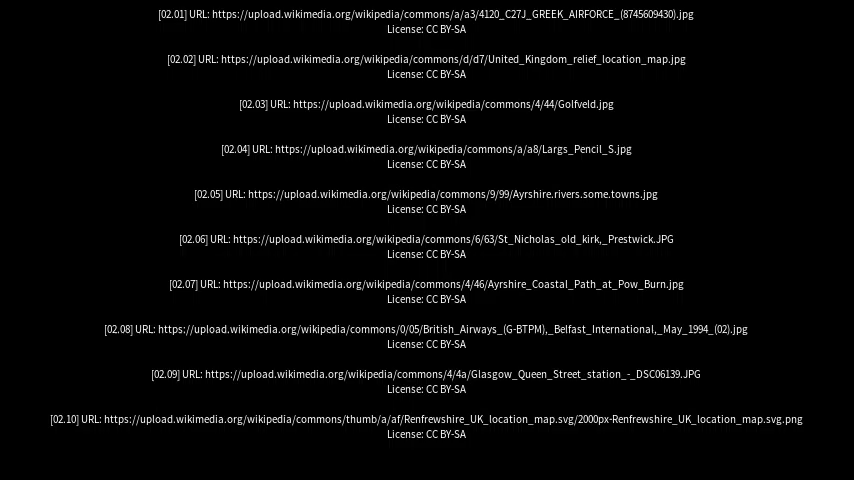 [02.01] URL: https://upload.wikimedia.org/wikipedia/commons/a/a3/4120_C27J_GREEK_AIRFORCE_(8745609430).jpg
License: CC BY-SA
[02.02] URL: https://upload.wikimedia.org/wikipedia/commons/d/d7/United_Kingdom_relief_location_map.jpg
License: CC BY-SA
[02.03] URL: https://upload.wikimedia.org/wikipedia/commons/4/44/Golfveld.jpg
License: CC BY-SA
[02.04] URL: https://upload.wikimedia.org/wikipedia/commons/a/a8/Largs_Pencil_S.jpg
License: CC BY-SA
[02.05] URL: https://upload.wikimedia.org/wikipedia/commons/9/99/Ayrshire.rivers.some.towns.jpg
License: CC BY-SA
[02.06] URL: https://upload.wikimedia.org/wikipedia/commons/6/63/St_Nicholas_old_kirk,_Prestwick.JPG
License: CC BY-SA
[02.07] URL: https://upload.wikimedia.org/wikipedia/commons/4/46/Ayrshire_Coastal_Path_at_Pow_Burn.jpg
License: CC BY-SA
[02.08] URL: https://upload.wikimedia.org/wikipedia/commons/0/05/British_Airways_(G-BTPM),_Belfast_International,_May_1994_(02).jpg
License: CC BY-SA
[02.09] URL: https://upload.wikimedia.org/wikipedia/commons/4/4a/Glasgow_Queen_Street_station_-_DSC06139.JPG
License: CC BY-SA
[02.10] URL: https://upload.wikimedia.org/wikipedia/commons/thumb/a/af/Renfrewshire_UK_location_map.svg/2000px-Renfrewshire_UK_location_map.svg.png
License: CC BY-SA